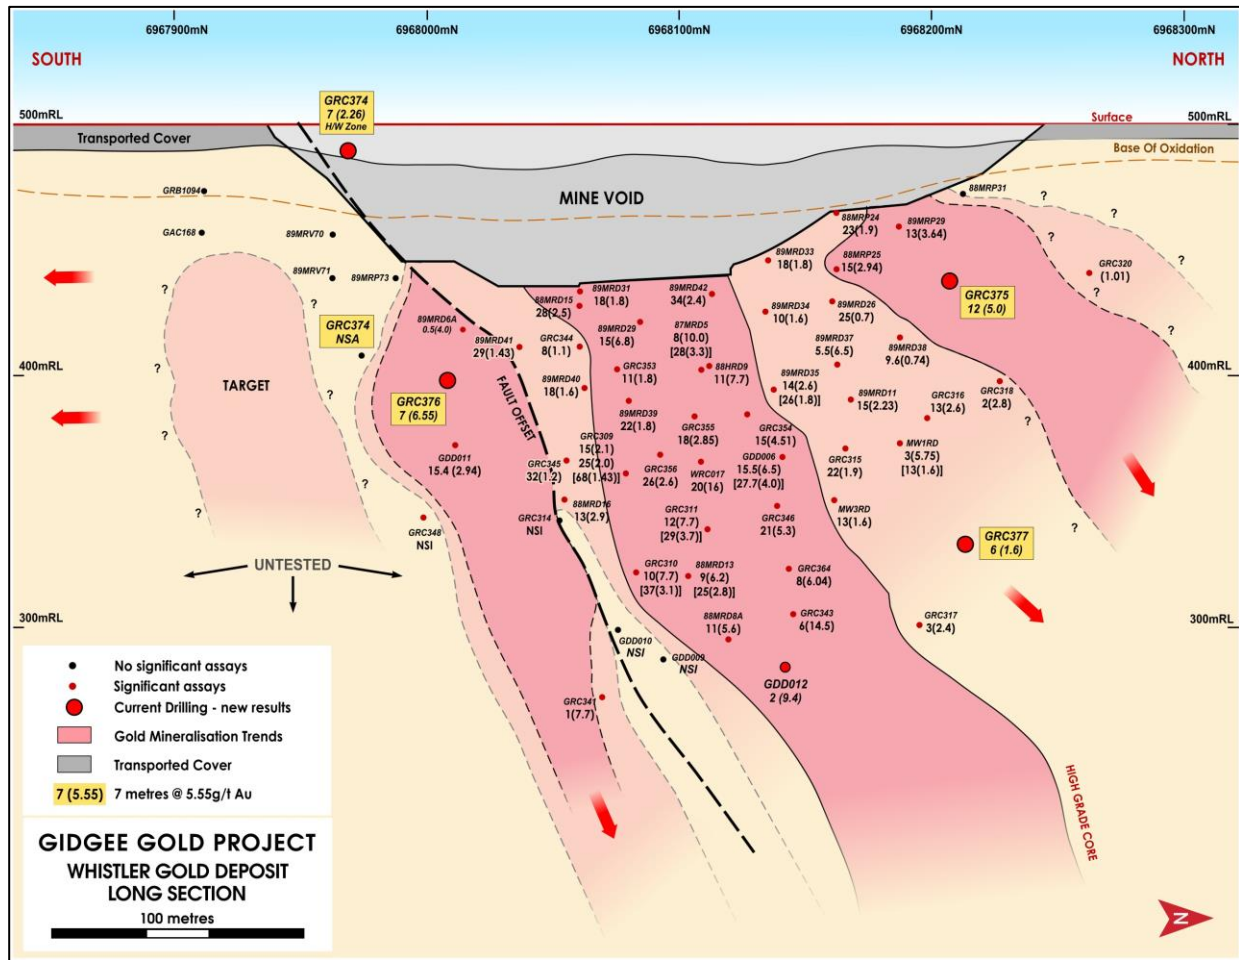 6967900mN
6968000mN
6968100mN
6968200mN
6968300mN
SOUTH
NORTH
GRC374
7 (2.26)
H/W Zone
500mRL
Surface
500mRL
Transported Cover
Base Of Oxidation
MINE VOID
GRB1094
88MRP31
GAC168
89MRV70
88MRP24
23(1.9)
89MRP29
13(3.64)
89MRV71
89MRP73
89MRD33
18(1.8)
88MRP25
15(2.94)
GRC320
(1.01)
GRC375
12 (5.0)
89MRD31
18(1.8)
88MRD15
28(2.5)
89MRD42
34(2.4)
89MRD34
10(1.6)
89MRD26
25(0.7)
89MRD6A
0.5(4.0)
89MRD29
15(6.8)
87MRD5
8(10.0)
[28(3.3)]
GRC374
NSA
89MRD41
29(1.43)
GRC344
8(1.1)
89MRD37
5.5(6.5)
89MRD38
9.6(0.74)
400mRL
400mRL
TARGET
GRC376
7 (6.55)
FAULT OFFSET
89MRD40
18(1.6)
GRC353
11(1.8)
88HRD9
11(7.7)
89MRD35
14(2.6)
[26(1.8)]
89MRD11
15(2.23)
GRC316
13(2.6)
GRC318
2(2.8)
89MRD39
22(1.8)
GRC355
18(2.85)
GRC354
15(4.51)
GDD011
15.4 (2.94)
GRC345
32(1.2)
GRC309
15(2.1)
25(2.0)
[68(1.43)]
GRC356
26(2.6)
WRC017
20(16)
GDD006
15.5(6.5)
[27.7(4.0)]
GRC315
22(1.9)
MW1RD
3(5.75)
[13(1.6)]
88MRD16
13(2.9)
GRC348
NSI
GRC314
NSI
GRC311
12(7.7)
[29(3.7)]
GRC346
21(5.3)
MW3RD
13(1.6)
GRC377
6 (1.6)
UNTESTED
GRC310
10(7.7)
[37(3.1)]
88MRD13
9(6.2)
[25(2.8)]
GRC364
8(6.04)
88MRD8A
11(5.6)
GRC343
6(14.5)
GRC317
3(2.4)
300mRL
300mRL
GDD010
NSI
GDD009
NSI
GDD012
2 (9.4)
GRC341
1(7.7)
HIGH GRADE CORE
? ? ? ? ? ? ? ? ? ? ? ? ? ? ? ?
No significant assays
Significant assays
Current Drilling - new results
Gold Mineralisation Trends
Transported Cover
7 (5.55)
7 metres @ 5.55g/t Au
GIDGEE GOLD PROJECT
WHISTLER GOLD DEPOSIT
LONG SECTION
100 metres
N